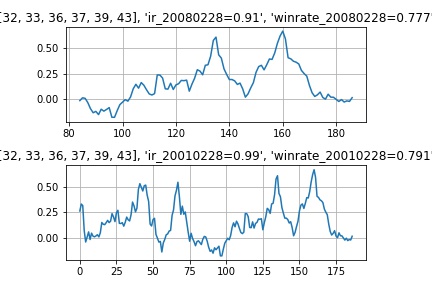 [32, 33, 36, 37, 39, 43], 'ir_20080228=0.91', 'winrate_20080228=0.777'
0.50
0.25
0.00
80 100 120 140 160 180
[32, 33, 36, 37, 39, 43], 'ir_20010228=0.99', 'winrate_20010228=0.791'
0.50
0.25
0.00
0 25 50 75 100 125 150 175